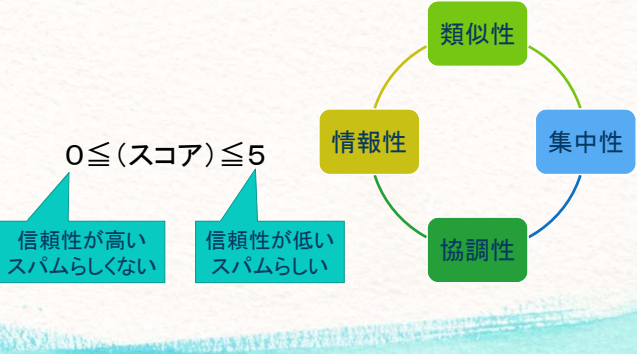 類似性
情報性
集中性
協調性
0≦(スコア)≦5
信頼性が高い
スパムらしくない
信頼性が低い
スパムらしい